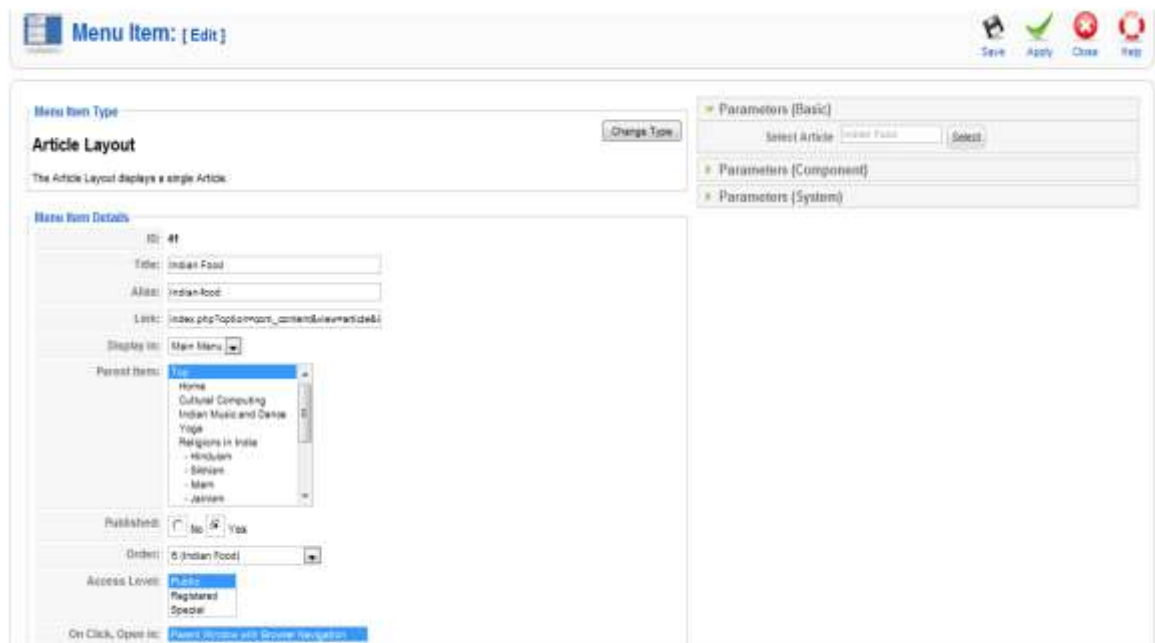 Menu Item: [ Edit ]
Save Apply Close Help
Menu Item Type
Article Layout
Change Type
The Article Layout displays a single Article.
Parameters (Basic)
Select Article Indian Food Select
Parameters (Component)
Parameters (System)
Menu Item Details
ID: 41
Title: Indian Food
Alias: indian-food
Link: index.php?option=com_content&view=article&i
Display in: Main Menu
Parent Item: Top
Home
Cultural Computing
Indian Music and Dance
Yoga
Religions in India
- Hinduism
- Sikhism
- Islam
- Jainism
Published: No Yes
Order: 6 (Indian Food)
Access Level: Public
Registered
Special
On Click, Open in: Parent Window with Browser Navigation